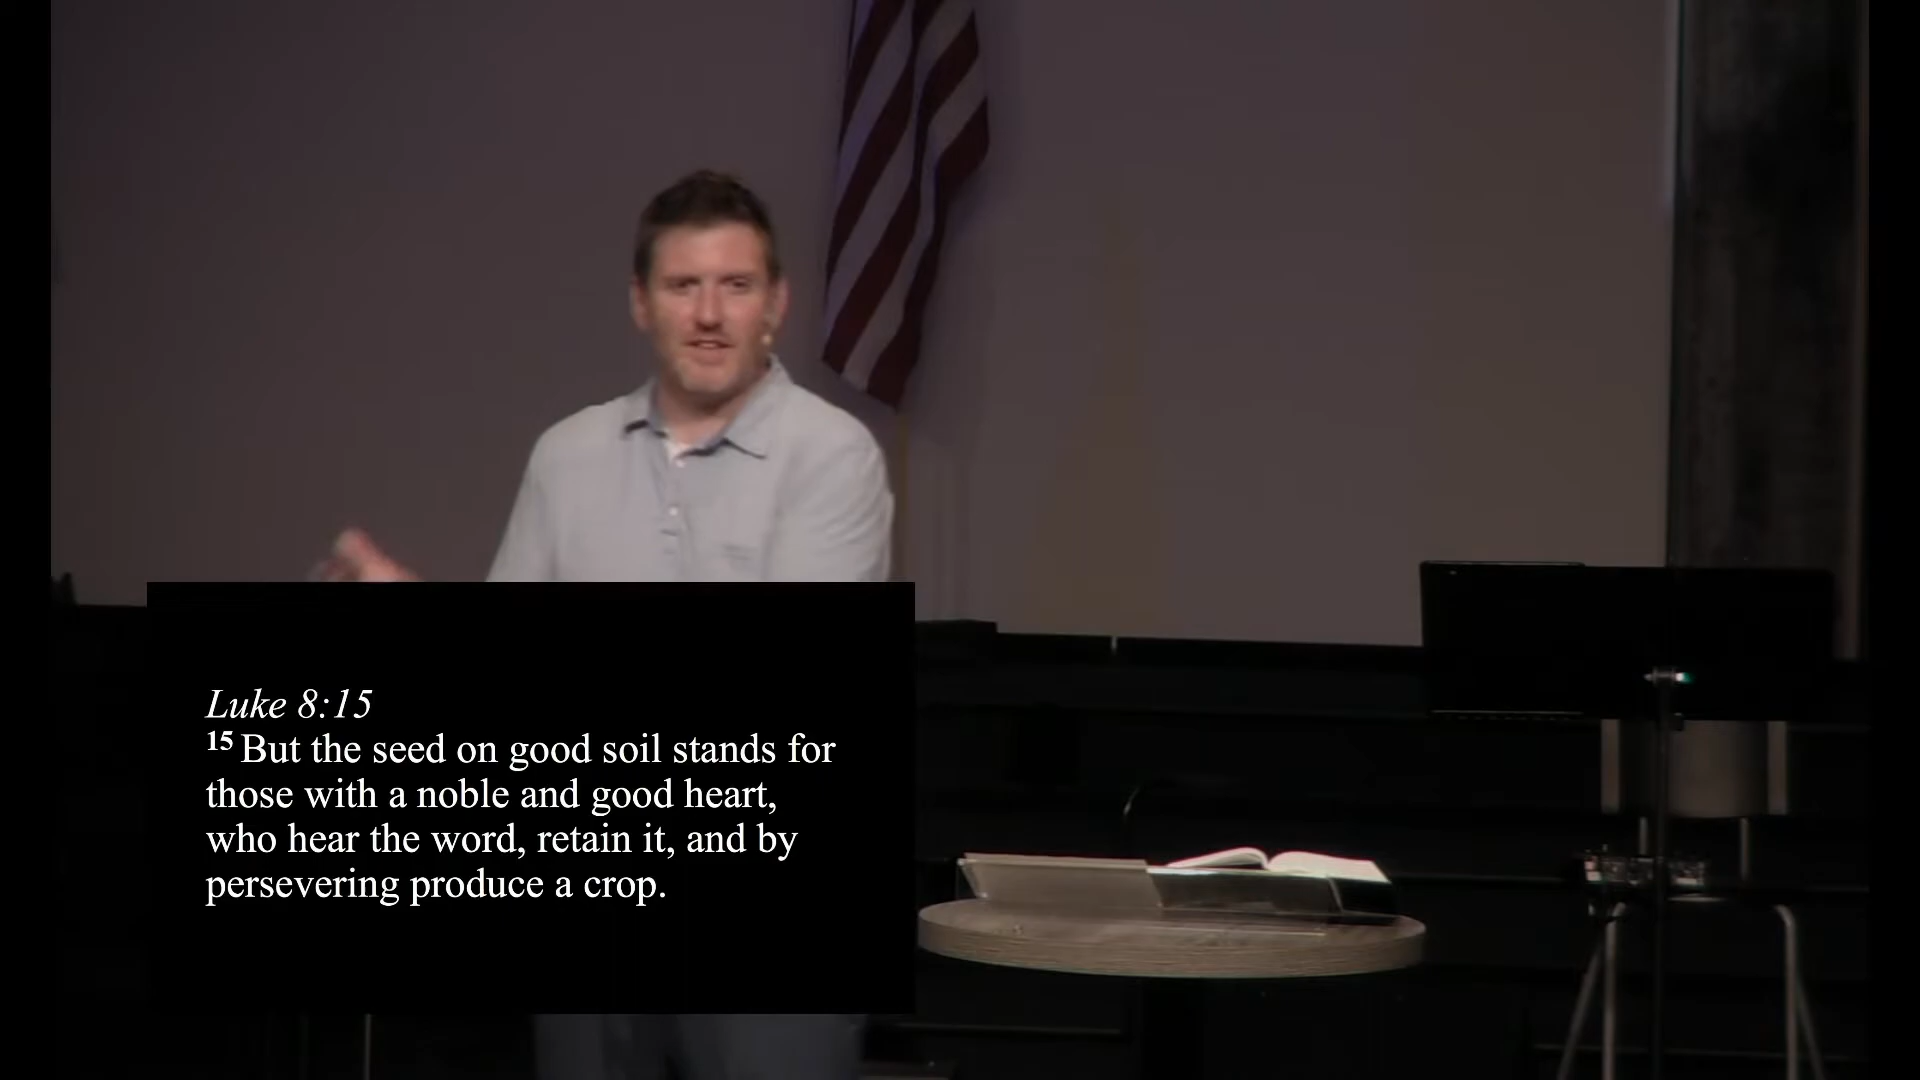 Luke 8:15
15 But the seed on good soil stands for
those with a noble and good heart,
who hear the word, retain it, and by
persevering produce a crop.